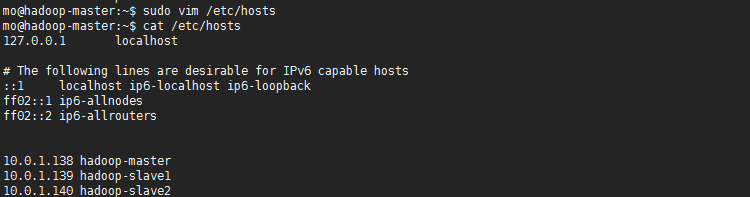 mo@hadoop-master:~$ sudo vim /etc/hosts
mo@hadoop-master:~$ cat /etc/hosts
127.0.0.1       localhost
# The following lines are desirable for IPv6 capable hosts
::1     localhost ip6-localhost ip6-loopback
ff02::1 ip6-allnodes
ff02::2 ip6-allrouters
10.0.1.138 hadoop-master
10.0.1.139 hadoop-slave1
10.0.1.140 hadoop-slave2